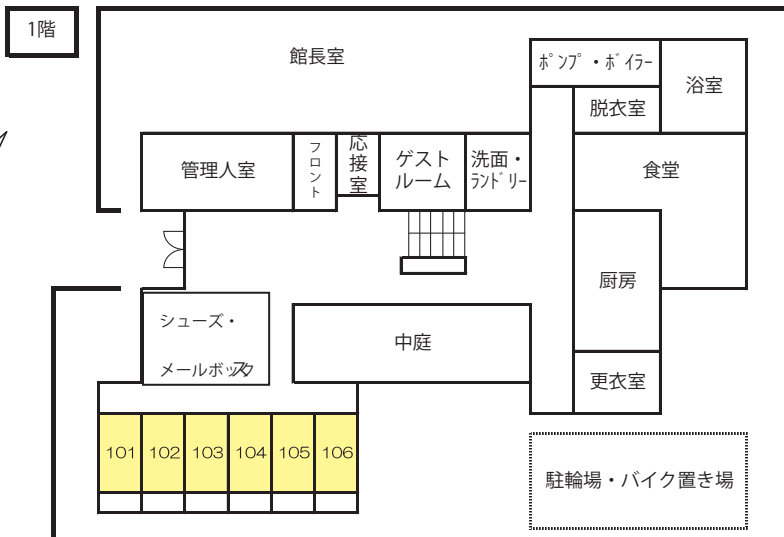 1階
館長室
ﾎﾟﾝﾌﾟ・ﾎﾞｲﾗｰ
浴室
脱衣室
管理人室
フロント
応接室
ゲスト
ルーム
洗面・
ﾗﾝﾄﾞﾘｰ
食堂
厨房
シューズ・
メールボックス
中庭
更衣室
101 102 103 104 105 106
駐輪場・バイク置き場